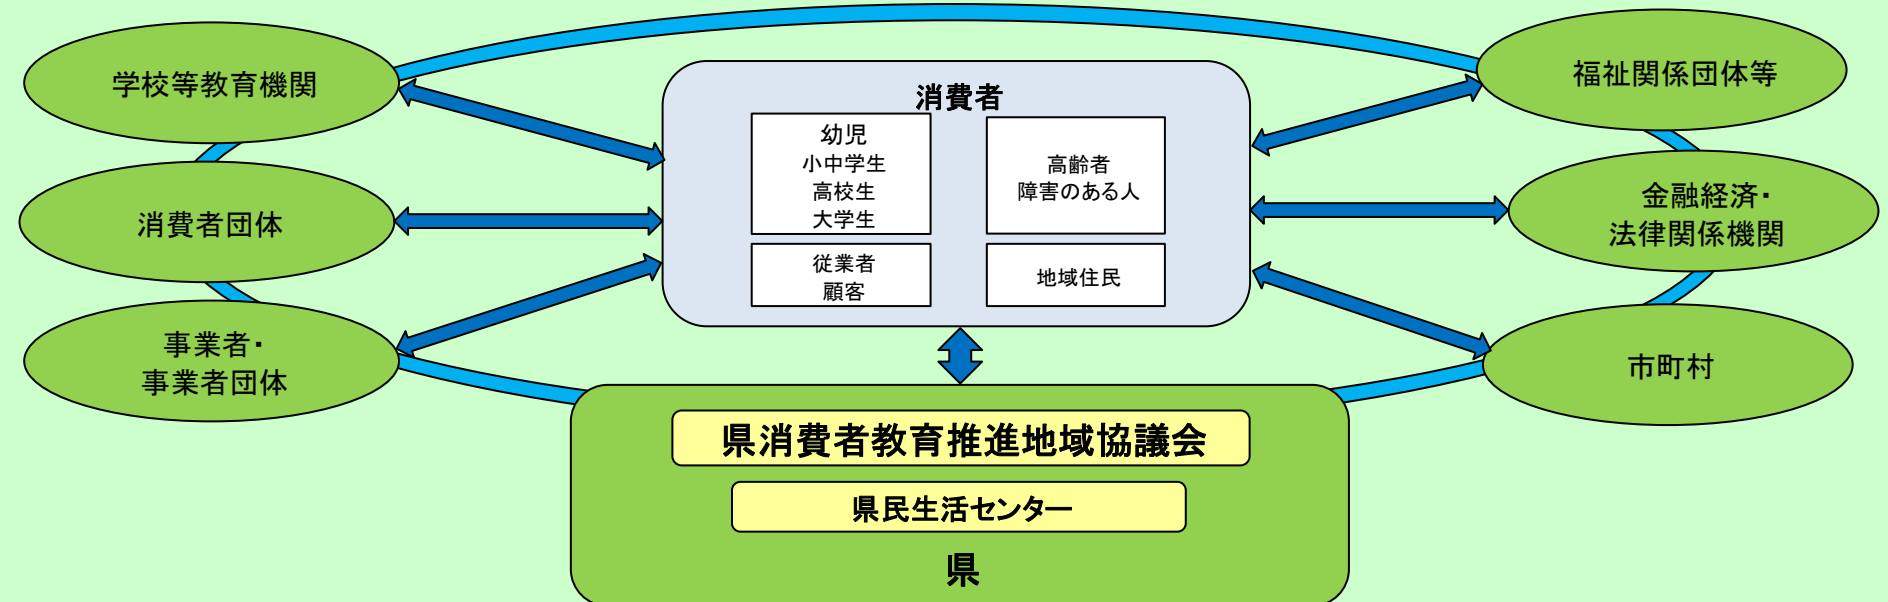 学校等教育機関
消費者団体
事業者・
事業者団体
消費者
幼児
小中学生
高校生
大学生
高齢者
障害のある人
従業者
顧客
地域住民
福祉関係団体等
金融経済・
法律関係機関
市町村
県消費者教育推進地域協議会
県民生活センター
県